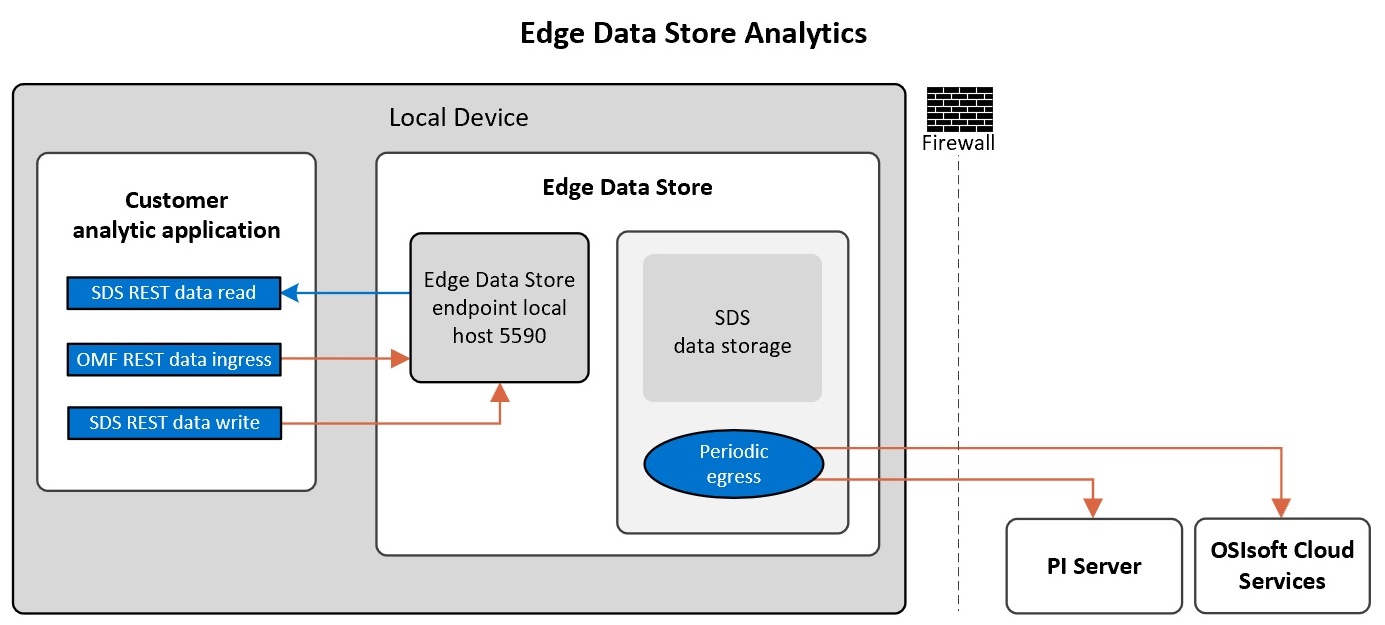 Edge Data Store Analytics
Local Device
Firewall
Customer
analytic application
SDS REST data read
OMF REST data ingress
SDS REST data write
Edge Data Store
Edge Data Store
endpoint local
host 5590
SDS
data storage
Periodic
egress
PI Server
OSIsoft Cloud
Services